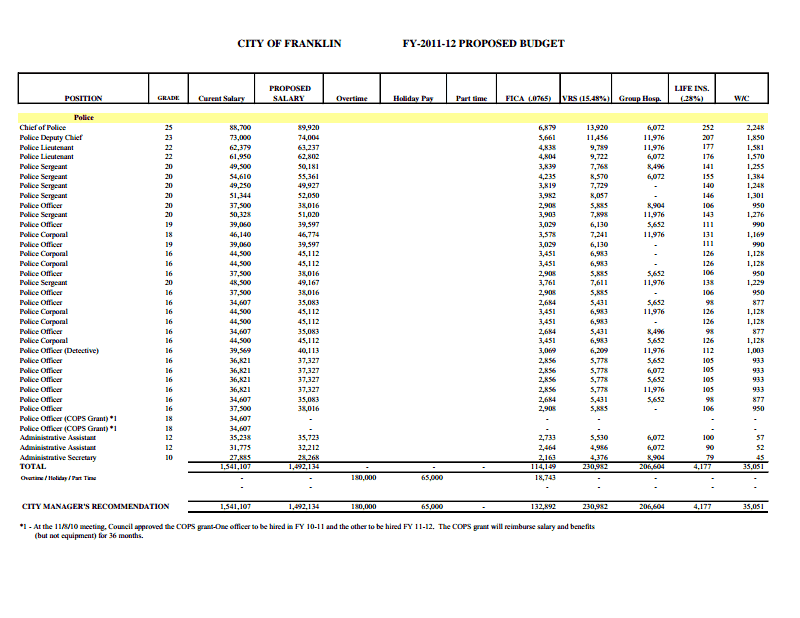 CITY OF FRANKLIN FY-2011-12 PROPOSED BUDGET
POSITION GRADE Curent Salary PROPOSED SALARY Overtime Holiday Pay Part time FICA (.0765) VRS (15.48%) Group Hosp. LIFE INS. (.28%) W/C
Police
Chief of Police 25 88,700 89,920 6,879 13,920 6,072 252 2,248
Police Deputy Chief 23 73,000 74,004 5,661 11,456 11,976 207 1,850
Police Lieutenant 22 62,379 63,237 4,838 9,789 11,976 177 1,581
Police Lieutenant 22 61,950 62,802 4,804 9,722 6,072 176 1,570
Police Sergeant 20 49,500 50,181 3,839 7,768 8,496 141 1,255
Police Sergeant 20 54,610 55,361 4,235 8,570 6,072 155 1,384
Police Sergeant 20 49,250 49,927 3,819 7,729 - 140 1,248
Police Sergeant 20 51,344 52,050 3,982 8,057 - 146 1,301
Police Officer 20 37,500 38,016 2,908 5,885 8,904 106 950
Police Sergeant 20 50,328 51,020 3,903 7,898 11,976 143 1,276
Police Officer 19 39,060 39,597 3,029 6,130 5,652 111 990
Police Corporal 18 46,140 46,774 3,578 7,241 11,976 131 1,169
Police Officer 19 39,060 39,597 3,029 6,130 - 111 990
Police Corporal 16 44,500 45,112 3,451 6,983 - 126 1,128
Police Corporal 16 44,500 45,112 3,451 6,983 - 126 1,128
Police Officer 16 37,500 38,016 2,908 5,885 5,652 106 950
Police Sergeant 20 48,500 49,167 3,761 7,611 11,976 138 1,229
Police Officer 16 37,500 38,016 2,908 5,885 - 106 950
Police Officer 16 34,607 35,083 2,684 5,431 5,652 98 877
Police Corporal 16 44,500 45,112 3,451 6,983 11,976 126 1,128
Police Corporal 16 44,500 45,112 3,451 6,983 - 126 1,128
Police Officer 16 34,607 35,083 2,684 5,431 8,496 98 877
Police Corporal 16 44,500 45,112 3,451 6,983 5,652 126 1,128
Police Officer (Detective) 16 39,569 40,113 3,069 6,209 11,976 112 1,003
Police Officer 16 36,821 37,327 2,856 5,778 5,652 105 933
Police Officer 16 36,821 37,327 2,856 5,778 6,072 105 933
Police Officer 16 36,821 37,327 2,856 5,778 5,652 105 933
Police Officer 16 36,821 37,327 2,856 5,778 11,976 105 933
Police Officer 16 34,607 35,083 2,684 5,431 5,652 98 877
Police Officer 16 37,500 38,016 2,908 5,885 - 106 950
Police Officer (COPS Grant) *1 18 34,607 - - - - - -
Police Officer (COPS Grant) *1 18 34,607 - - - - - -
Administrative Assistant 12 35,238 35,723 2,733 5,530 6,072 100 57
Administrative Assistant 12 31,775 32,212 2,464 4,986 6,072 90 52
Administrative Secretary 10 27,885 28,268 2,163 4,376 8,904 79 45
TOTAL 1,541,107 1,492,134 - - - 114,149 230,982 206,604 4,177 35,051
Overtime / Holiday / Part Time - - 180,000 65,000 18,743 - - - -
- - - - - - -
CITY MANAGER'S RECOMMENDATION 1,541,107 1,492,134 180,000 65,000 - 132,892 230,982 206,604 4,177 35,051
*1 - At the 11/8/10 meeting, Council approved the COPS grant-One officer to be hired in FY 10-11 and the other to be hired FY 11-12. The COPS grant will reimburse salary and benefits
(but not equipment) for 36 months.